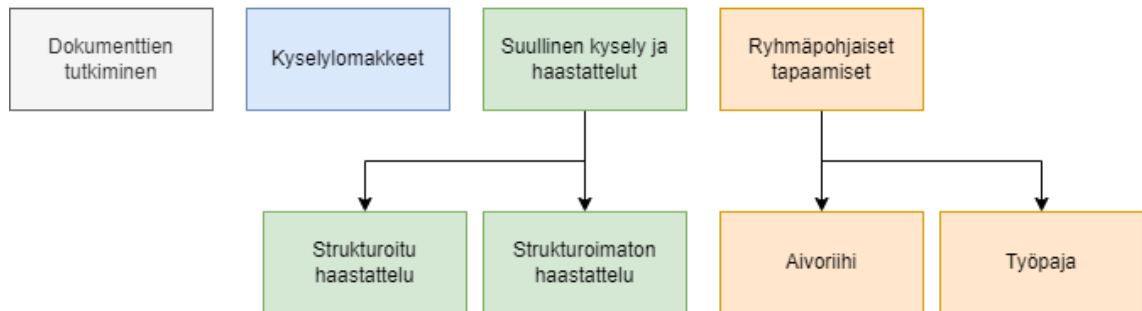 Dokumenttien
tutkiminen
Kyselylomakkeet
Suullinen kysely ja
haastattelut
Ryhmäpohjaiset
tapaamiset
Strukturoitu
haastattelu
Strukturoimaton
haastattelu
Aivoriihi
Työpaja